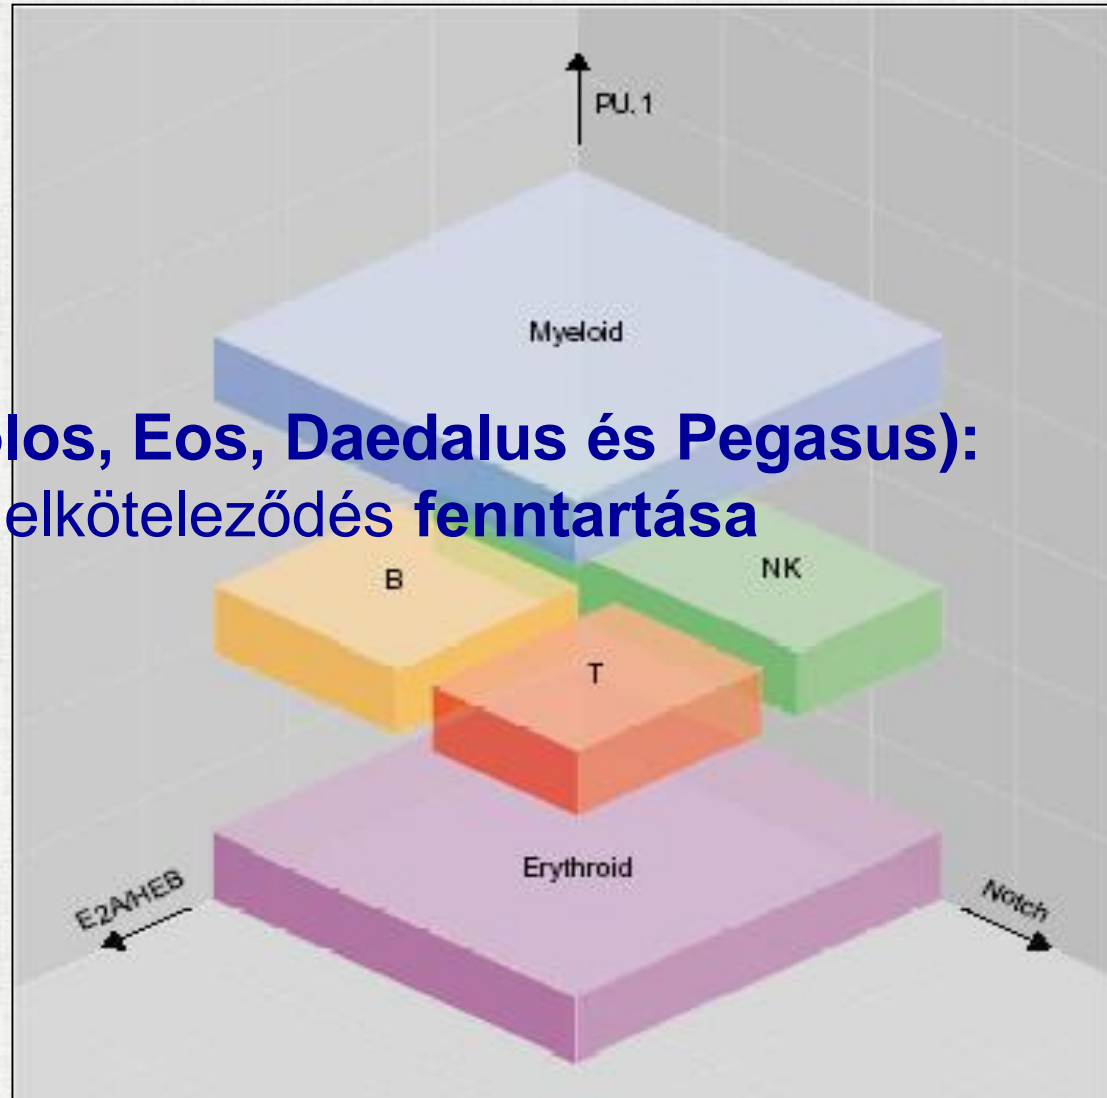 PU.1
Myeloid
los, Eos, Daedalus és Pegasus):
elköteleződés fenntartása
B
NK
T
Erythroid
E2A/HEB
Notch